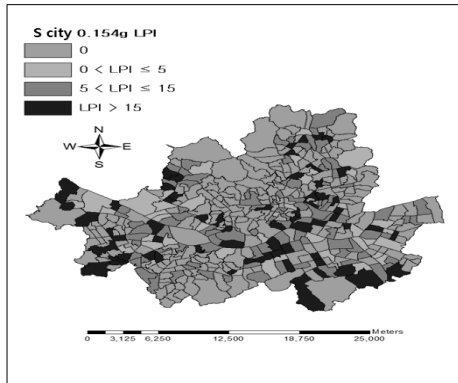 S city 0.154g LPI
0
0 < LPI ≤ 5
5 < LPI ≤ 15
LPI > 15
N
W E
S
Meters
0 3,125 6,250 12,500 18,750 25,000